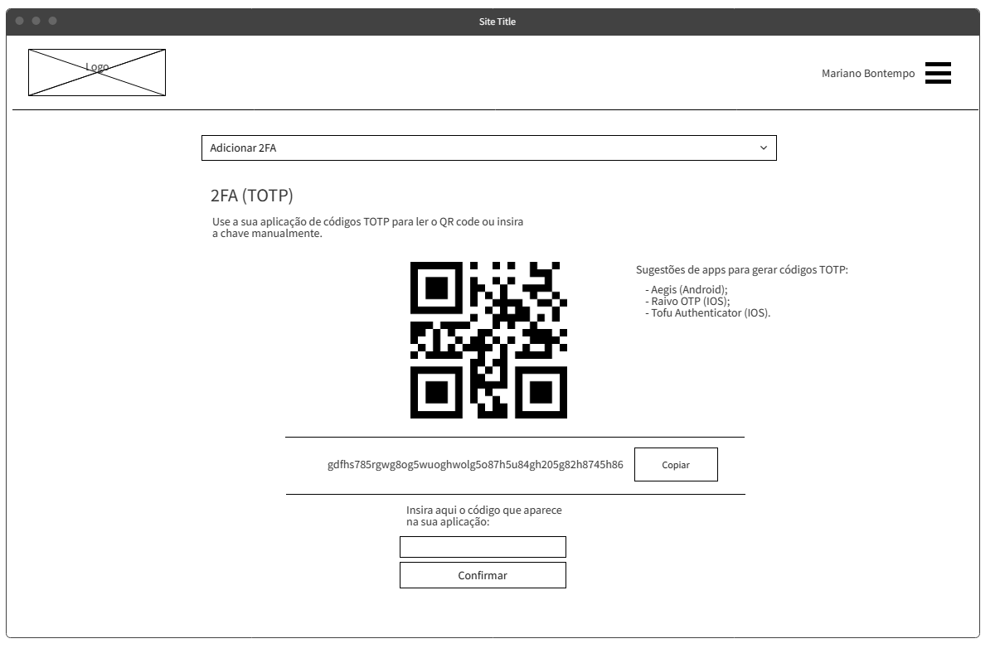 Site Title
Logo
Mariano Bontempo
Adicionar 2FA
2FA (TOTP)
Use a sua aplicação de códigos TOTP para ler o QR code ou insira
a chave manualmente.
Sugestões de apps para gerar códigos TOTP:
- Aegis (Android);
- Raivo OTP (IOS);
- Tofu Authenticator (IOS).
gdfhs785rgwg8og5wuoghwolg5o87h5u84gh205g82h8745h86
Copiar
Insira aqui o código que aparece
na sua aplicação:
Confirmar